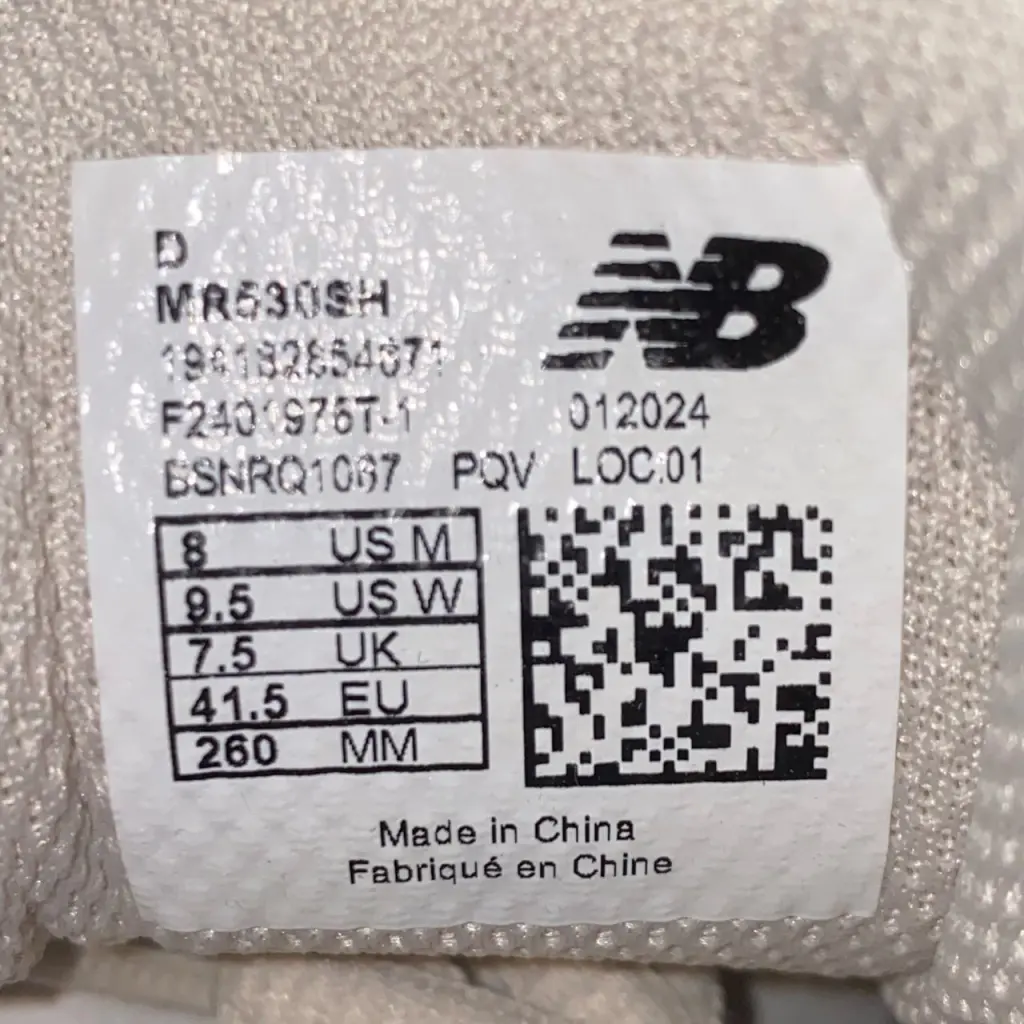 D
MR530SH
NB
F2401976T-1 012024
BSNRQ1067 PQV LOC:01
8 US M
9.5 US W
7.5 UK
41.5 EU
260 MM
Made in China
Fabriqué en Chine